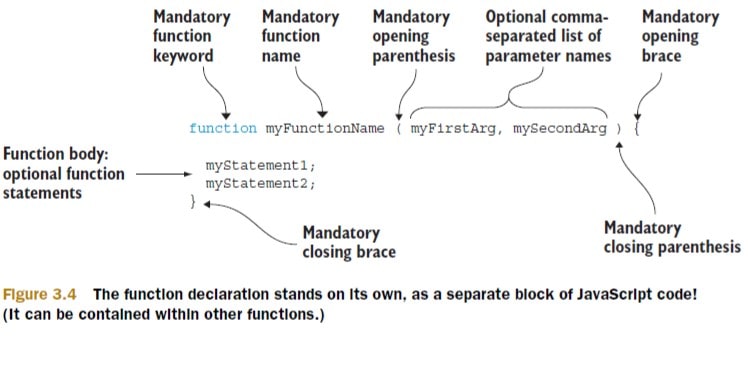 Mandatory function keyword
Mandatory function name
Mandatory opening parenthesis
Optional comma-separated list of parameter names
Mandatory opening brace
function myFunctionName ( myFirstArg, mySecondArg ) {
Function body: optional function statements
myStatement1;
myStatement2;
}
Mandatory closing brace
Mandatory closing parenthesis
Figure 3.4 The function declaration stands on its own, as a separate block of JavaScript code!
(It can be contained within other functions.)